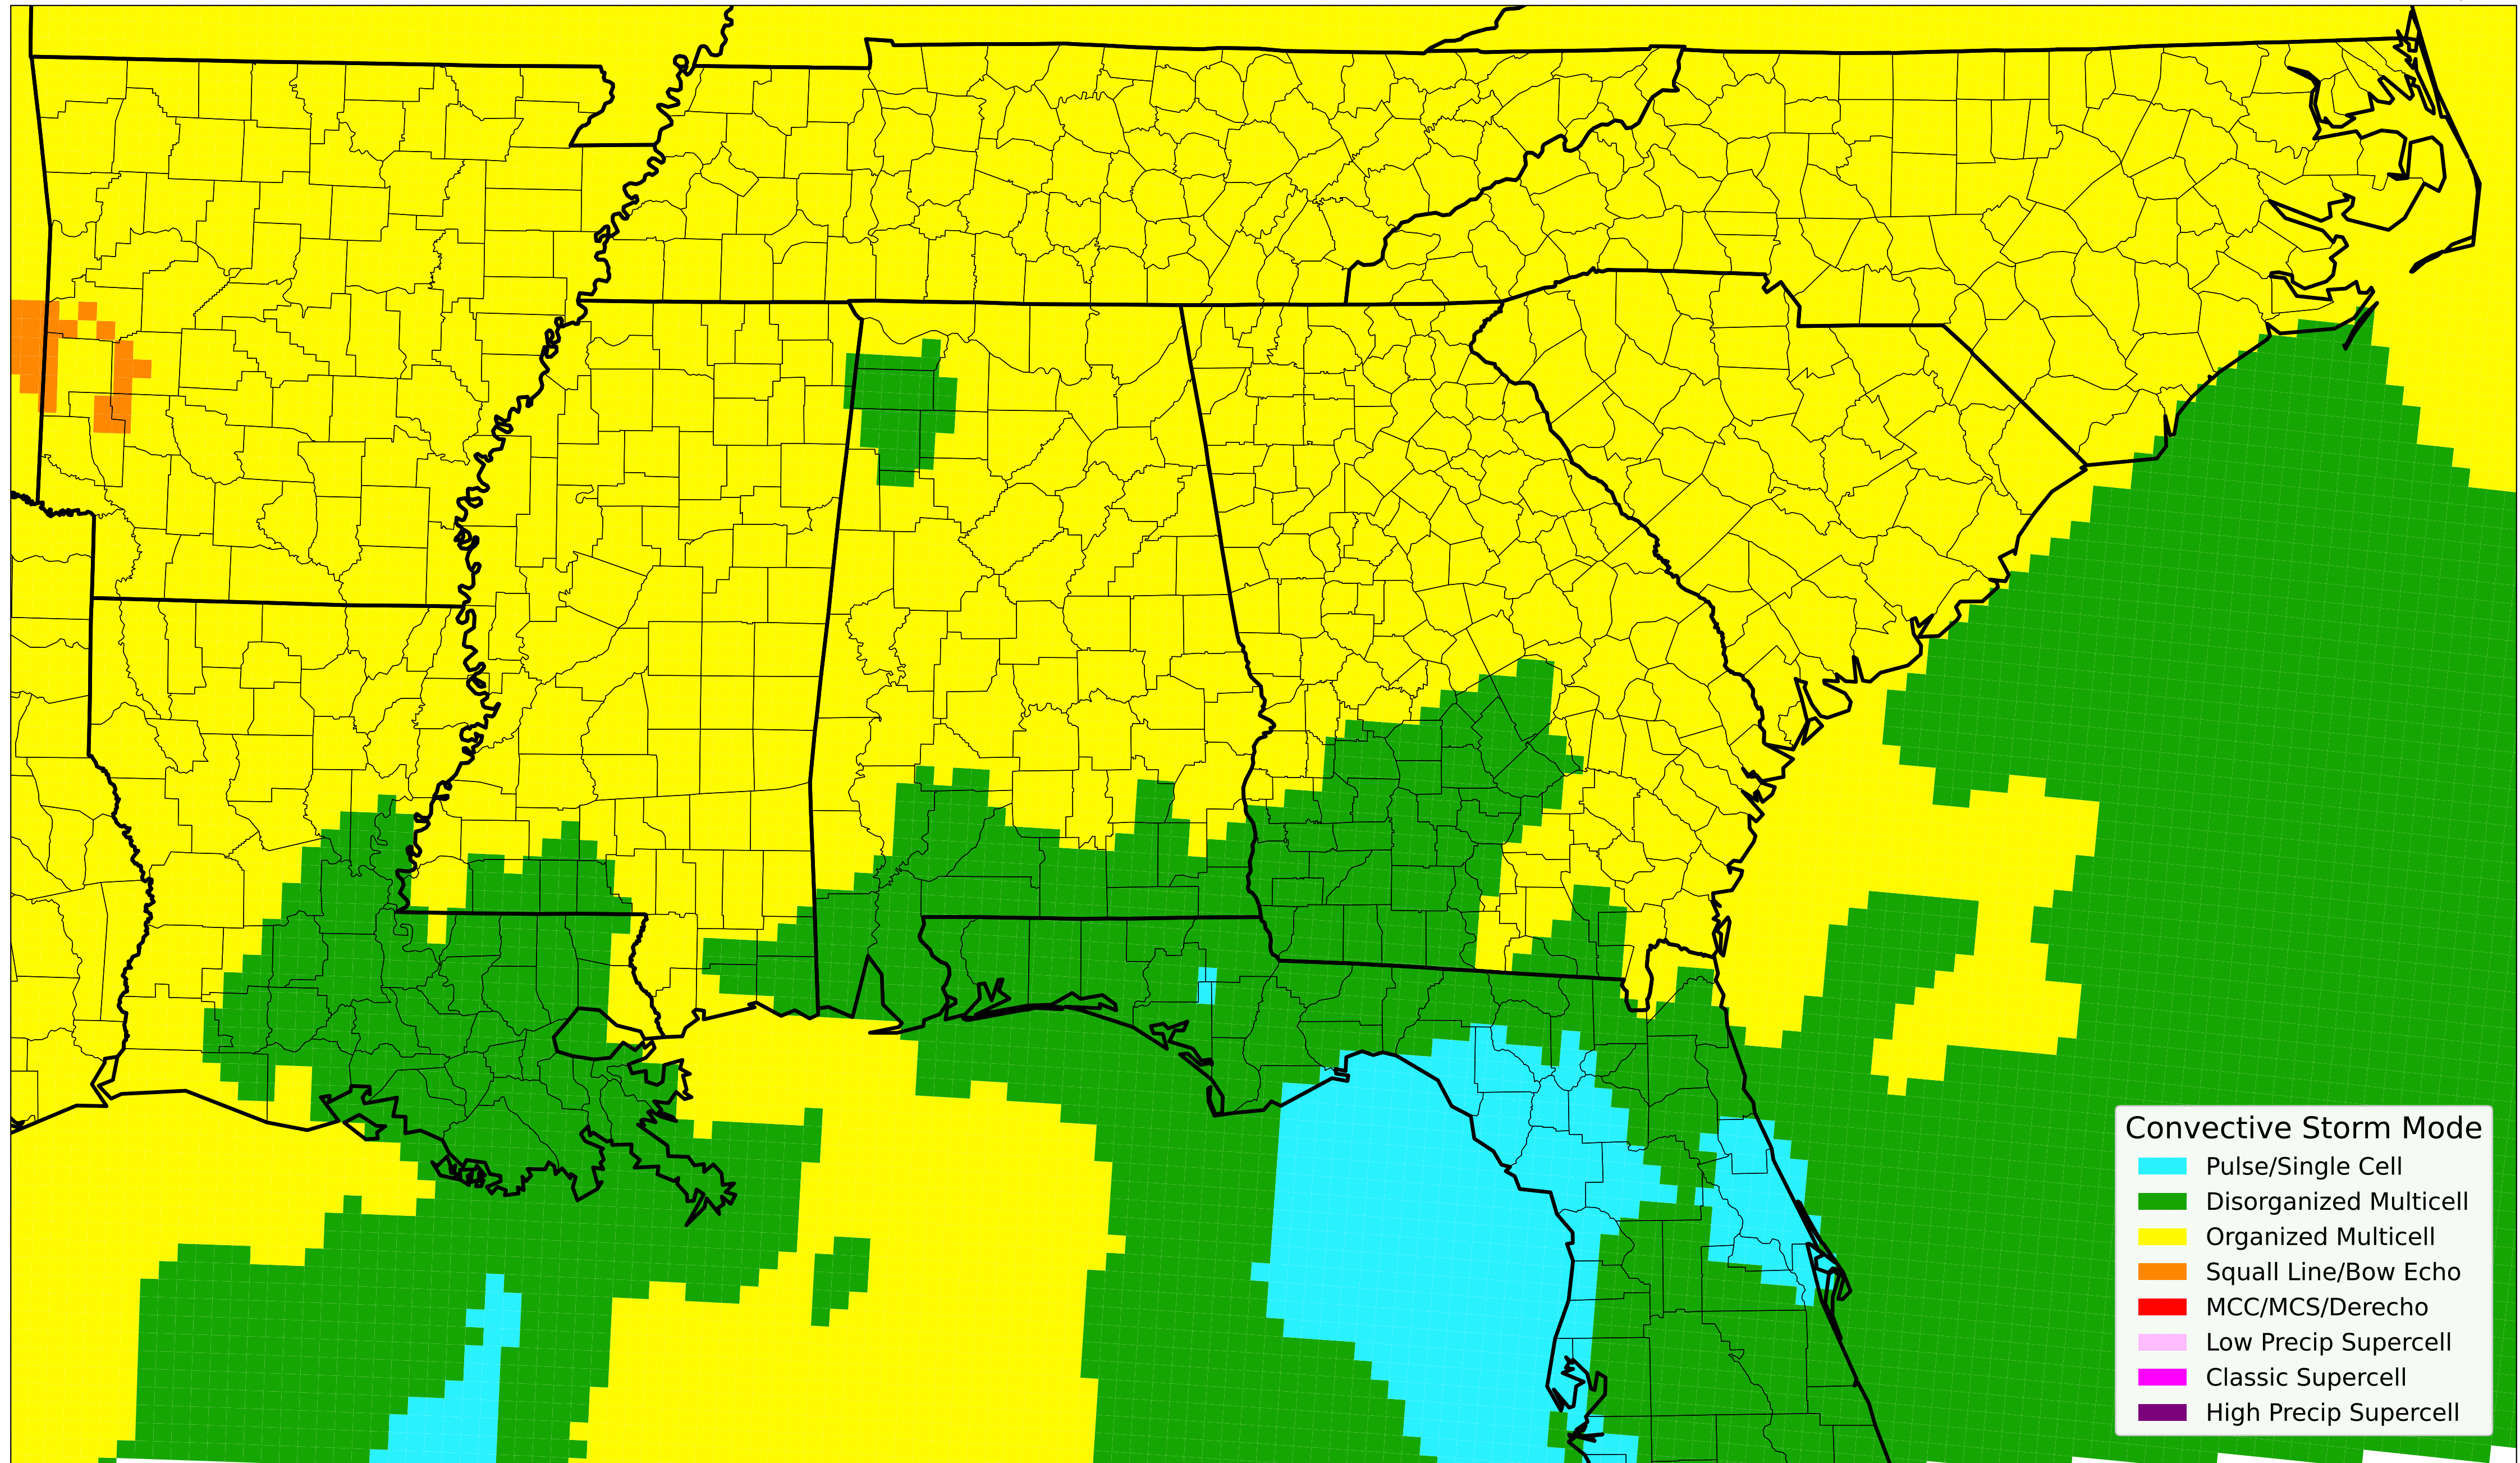 Convective Storm Mode
Pulse/Single Cell
Disorganized Multicell
Organized Multicell
Squall Line/Bow Echo
MCC/MCS/Derecho
Low Precip Supercell
Classic Supercell
High Precip Supercell